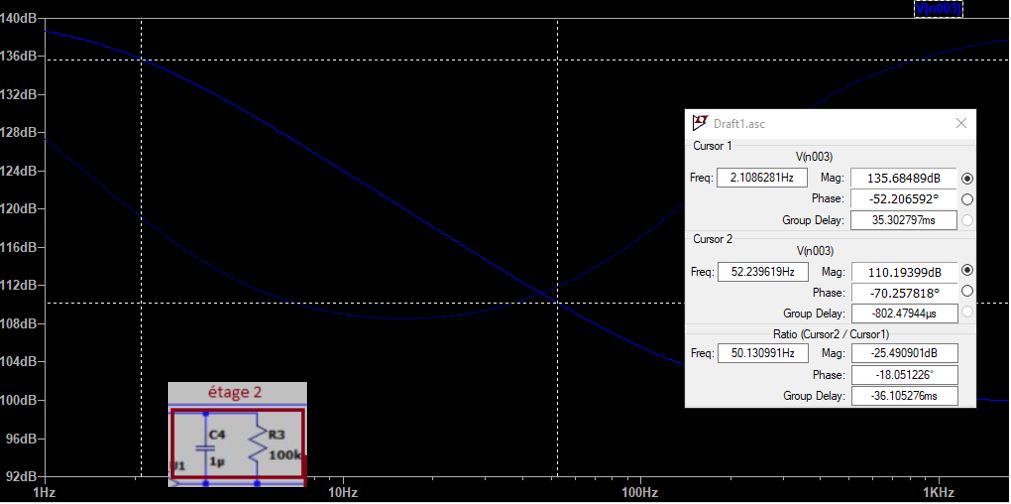 V(n003)
140dB
136dB
132dB
128dB
124dB
120dB
116dB
112dB
108dB
104dB
100dB
96dB
92dB
1Hz 10Hz 100Hz 1KHz
étage 2
C4
1µ
R3
100k
Draft1.asc
Cursor 1
V(n003)
Freq: 2.1086281Hz Mag: 135.68489dB
Phase: -52.206592°
Group Delay: 35.302797ms
Cursor 2
V(n003)
Freq: 52.239619Hz Mag: 110.19399dB
Phase: -70.257818°
Group Delay: -802.47944µs
Ratio (Cursor2 / Cursor1)
Freq: 50.130991Hz Mag: -25.490901dB
Phase: -18.051226°
Group Delay: -36.105276ms